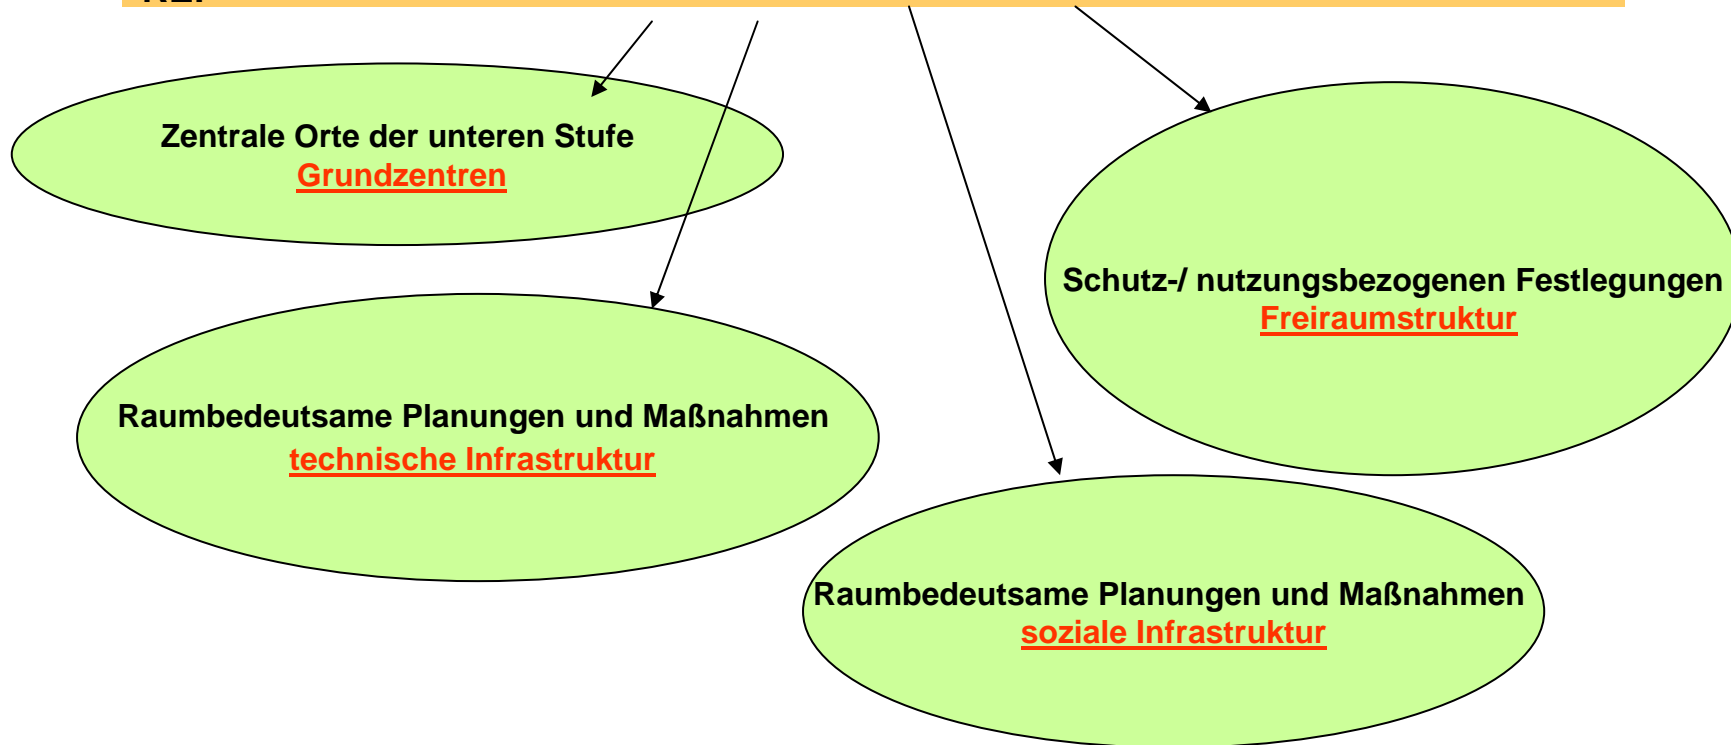 Zentrale Orte der unteren Stufe
Grundzentren
Schutz-/ nutzungsbezogenen Festlegungen
Freiraumstruktur
Raumbedeutsame Planungen und Maßnahmen
technische Infrastruktur
Raumbedeutsame Planungen und Maßnahmen
soziale Infrastruktur